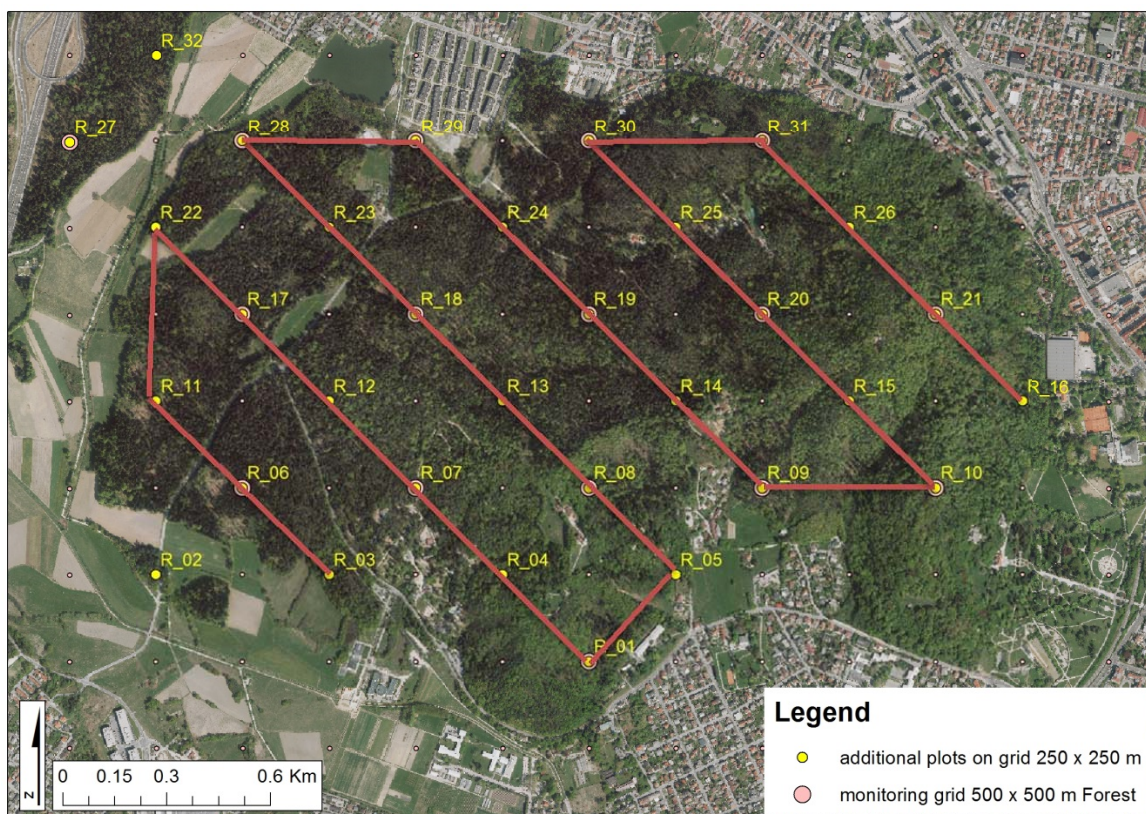 R_32
R_27
R_28
R_29
R_30
R_31
R_22
R_23
R_24
R_25
R_26
R_17
R_18
R_19
R_20
R_21
R_11
R_12
R_13
R_14
R_15
R_16
R_06
R_07
R_08
R_09
R_10
R_02
R_03
R_04
R_05
R_01
Legend
additional plots on grid 250 x 250 m
monitoring grid 500 x 500 m Forest
N
0 0.15 0.3 0.6 Km